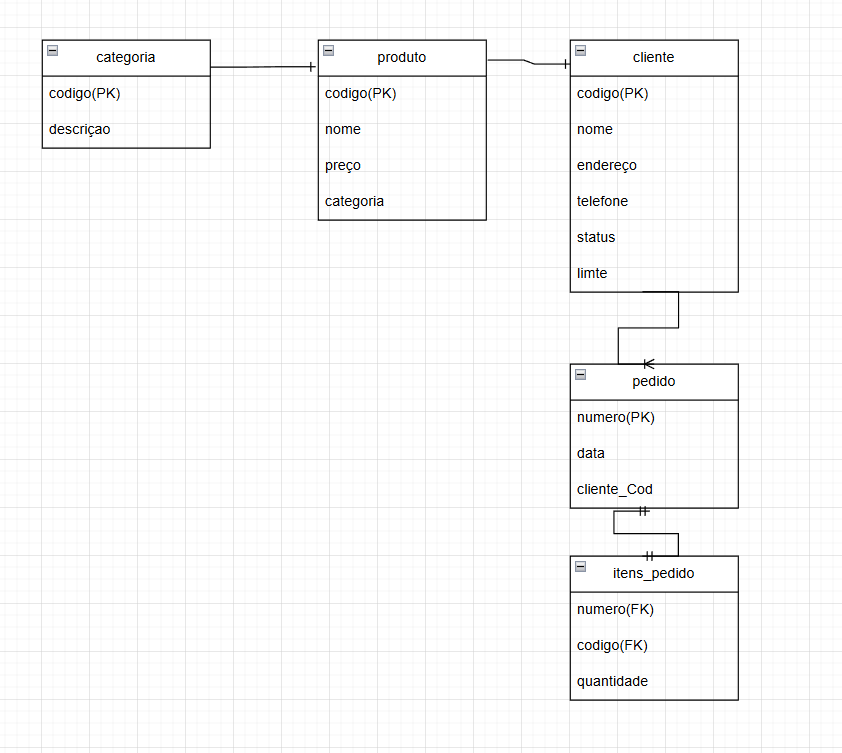 categoria
codigo(PK)
descriçao
produto
codigo(PK)
nome
preço
categoria
cliente
codigo(PK)
nome
endereço
telefone
status
limte
pedido
numero(PK)
data
cliente_Cod
itens_pedido
numero(FK)
codigo(FK)
quantidade